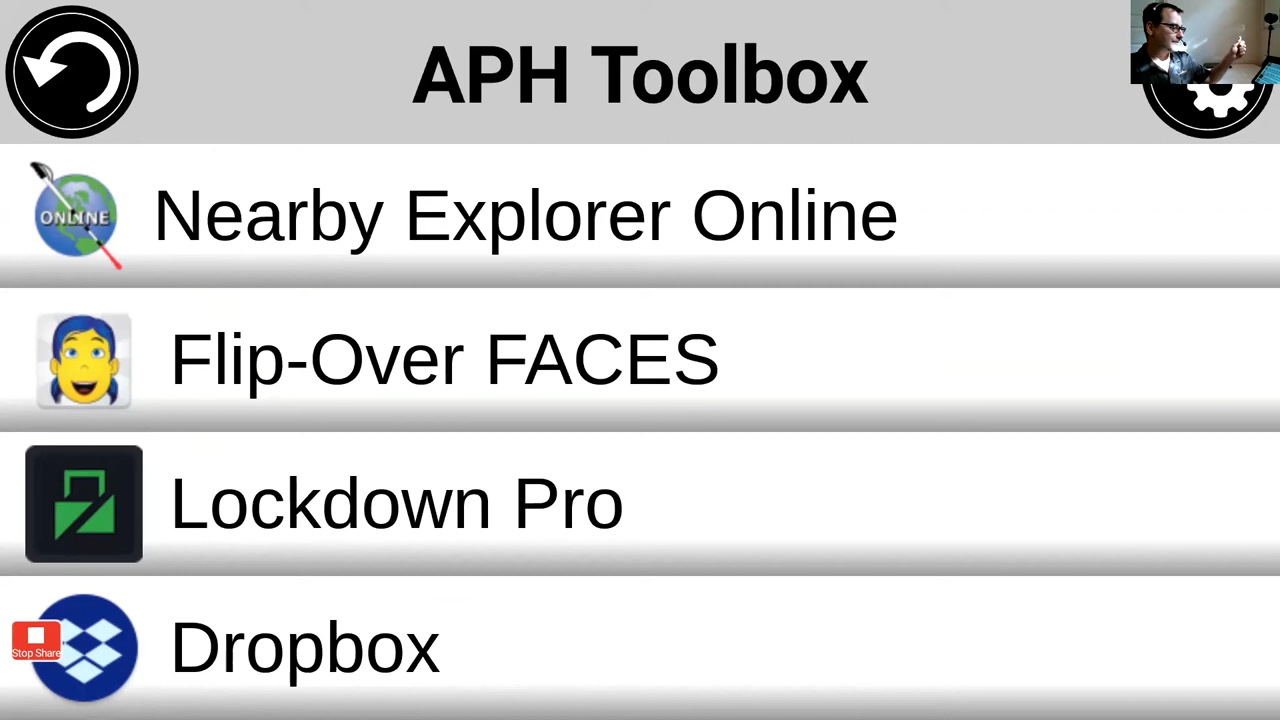 APH Toolbox
ONLINE
Nearby Explorer Online
Flip-Over FACES
Lockdown Pro
Dropbox
Stop Share